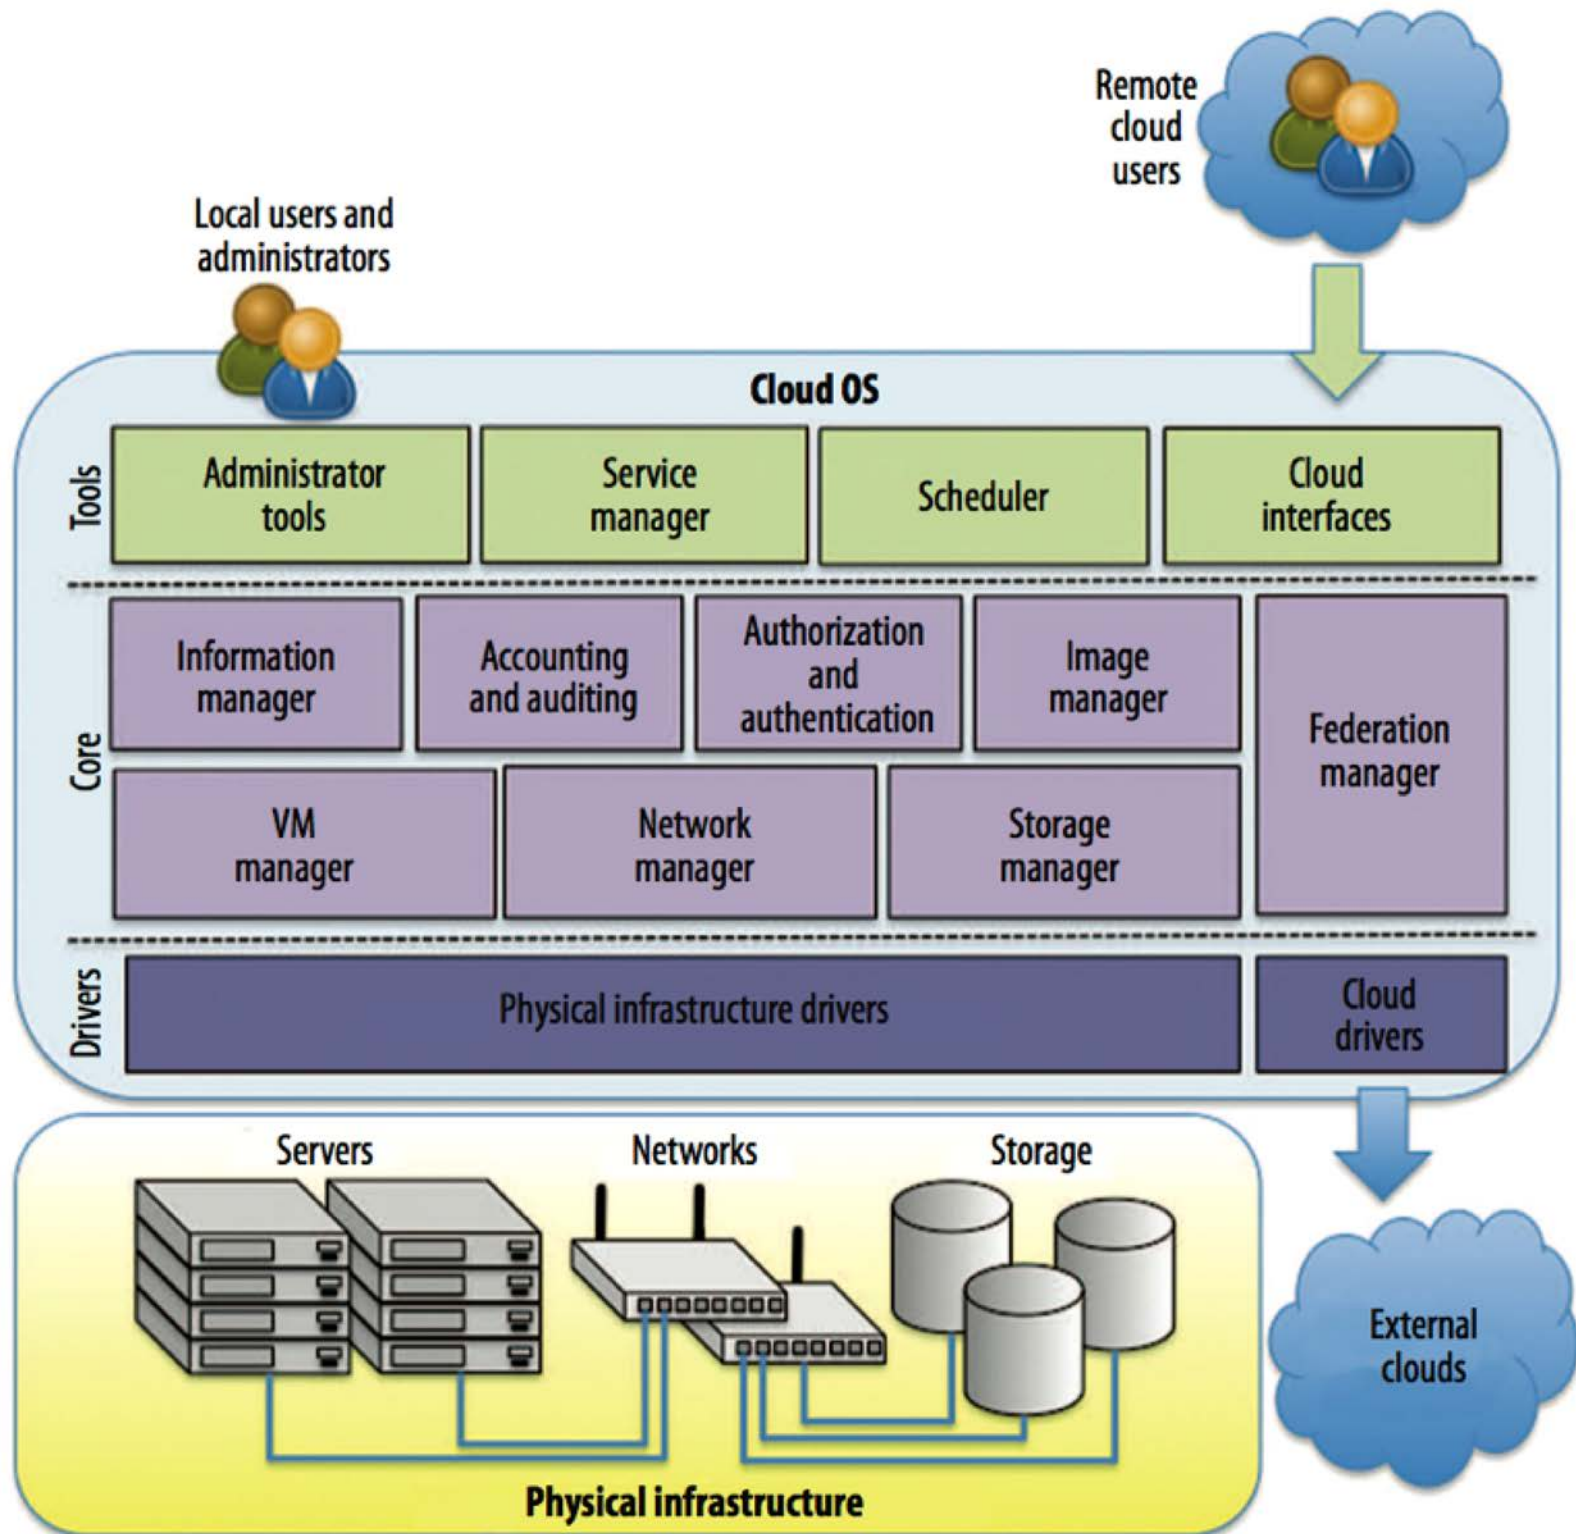 Remote
cloud
users
Local users and
administrators
Cloud OS
Tools
Administrator
tools
Service
manager
Scheduler
Cloud
interfaces
Core
Information
manager
Accounting
and auditing
Authorization
and
authentication
Image
manager
Federation
manager
VM
manager
Network
manager
Storage
manager
Drivers
Physical infrastructure drivers
Cloud
drivers
Servers
Networks
Storage
External
clouds
Physical infrastructure